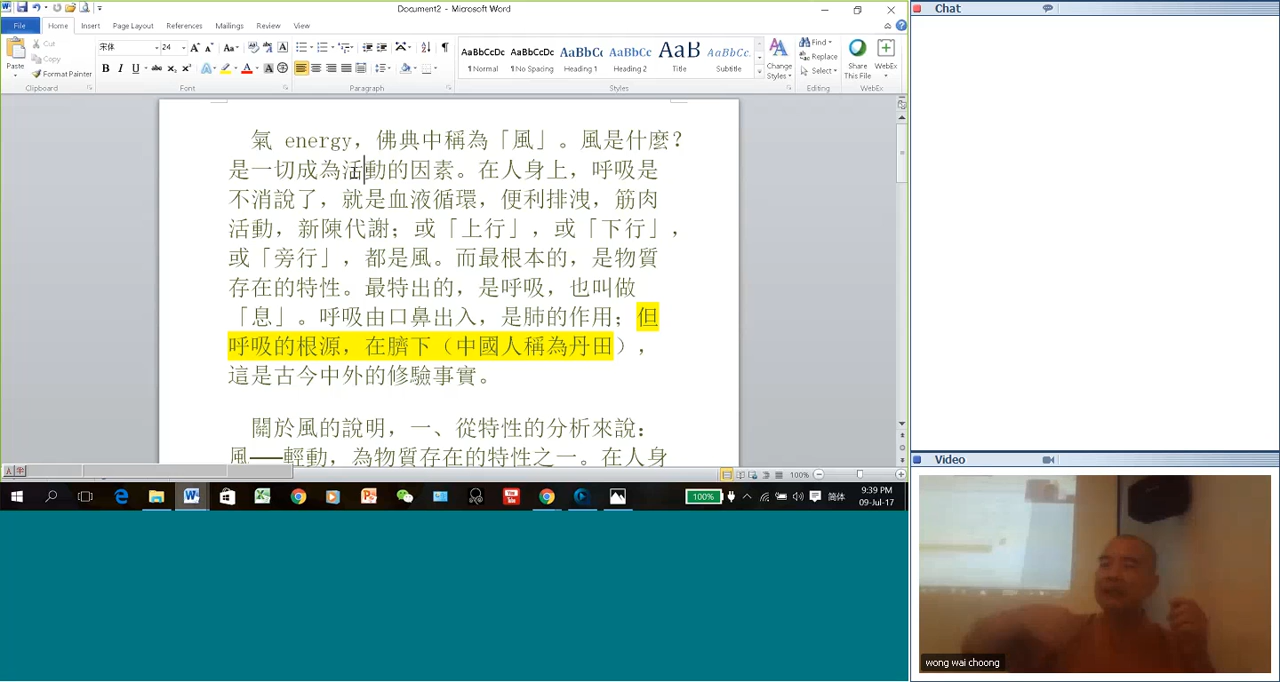 Document2 - Microsoft Word
Chat
File Home Insert Page Layout References Mailings Review View
Paste
Cut
Copy
Format Painter
Clipboard
宋体 24
Font
Paragraph
AaBbCcDc AaBbCcDc AaBbCc AaBbCc AaB AaBbCc.
¶ Normal ¶ No Spacing Heading 1 Heading 2 Title Subtitle
Styles
Change Styles
Find
Replace
Select
Editing
Share This File
WebEx
WebEx
氣 energy，佛典中稱為「風」。風是什麼？
是一切成為活動的因素。在人身上，呼吸是
不消說了，就是血液循環，便利排洩，筋肉
活動，新陳代謝；或「上行」，或「下行」，
或「旁行」，都是風。而最根本的，是物質
存在的特性。最特出的，是呼吸，也叫做
「息」。呼吸由口鼻出入，是肺的作用；但
呼吸的根源，在臍下（中國人稱為丹田），
這是古今中外的修驗事實。
關於風的說明，一、從特性的分析來說：
風——輕動，為物質存在的特性之一。在人身
100%
Video
100%
简体
9:39 PM
09-Jul-17
wong wai choong